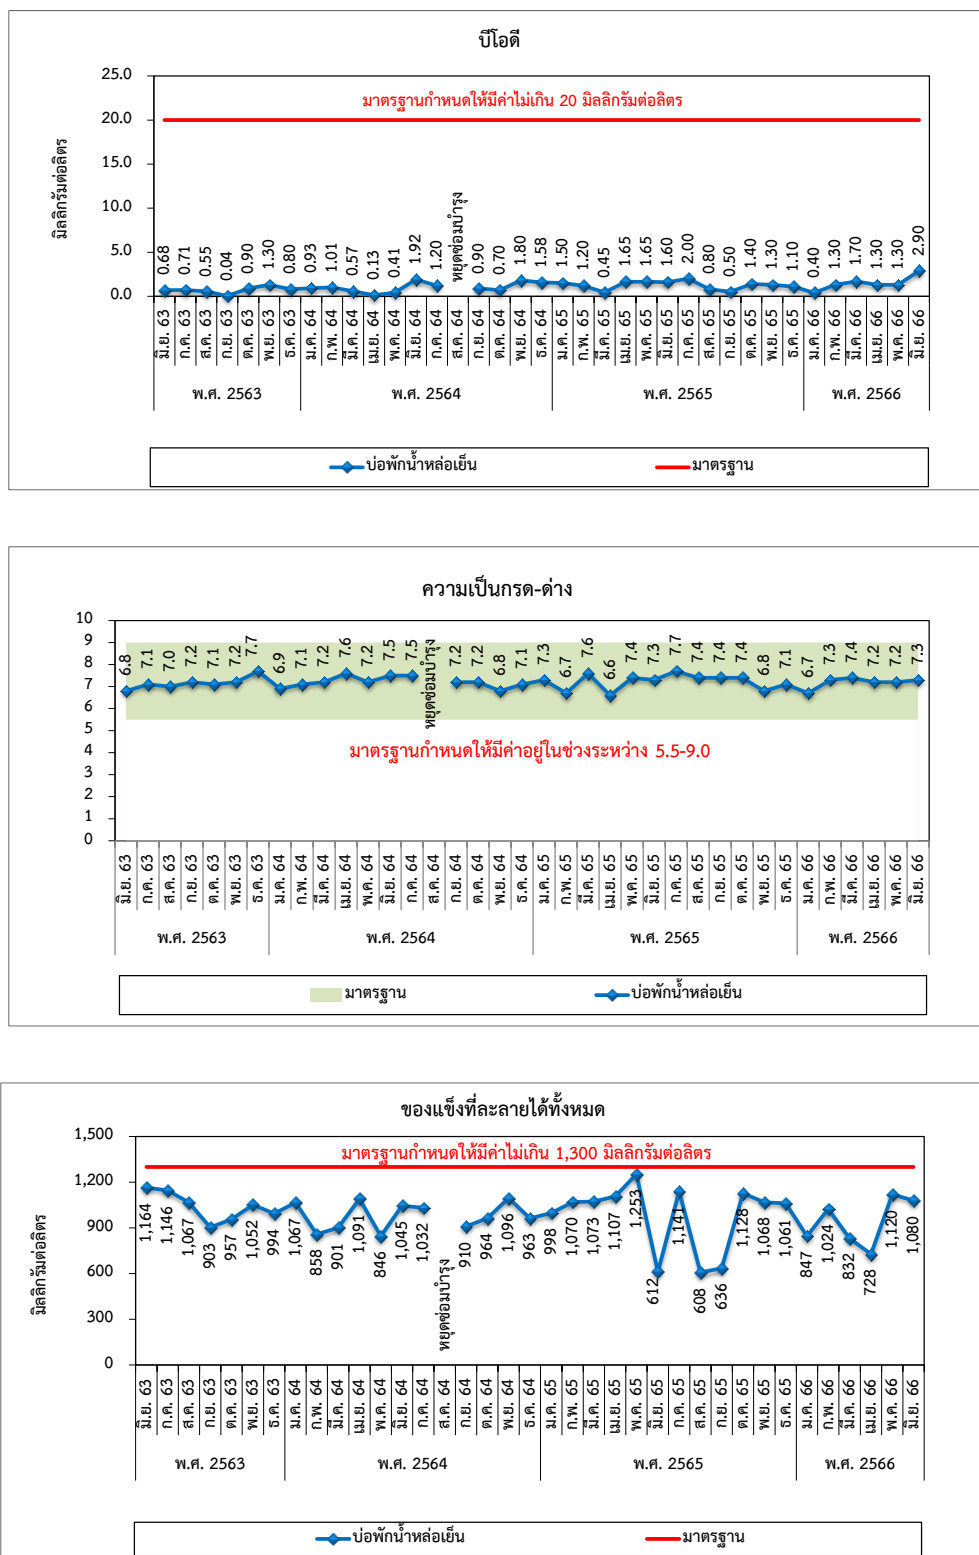 บีโอดี
25.0
20.0
15.0
10.0
5.0
0.0
มิลลิกรัมต่อลิตร
มาตรฐานกำหนดให้มีค่าไม่เกิน 20 มิลลิกรัมต่อลิตร
0.68 0.71 0.55 0.04 0.90 1.30 0.80 0.93 1.01 0.57 0.13 0.41 1.92 1.20 หยุดซ่อมบำรุง 0.90 0.70 1.80 1.58 1.50 1.20 0.45 1.65 1.65 1.60 2.00 0.80 0.50 1.40 1.30 1.10 0.40 1.30 1.70 1.30 1.30 2.90
มิ.ย. 63 ก.ค. 63 ส.ค. 63 ก.ย. 63 ต.ค. 63 พ.ย. 63 ธ.ค. 63 ม.ค. 64 ก.พ. 64 มี.ค. 64 เม.ย. 64 พ.ค. 64 มิ.ย. 64 ก.ค. 64 ส.ค. 64 ก.ย. 64 ต.ค. 64 พ.ย. 64 ธ.ค. 64 ม.ค. 65 ก.พ. 65 มี.ค. 65 เม.ย. 65 พ.ค. 65 มิ.ย. 65 ก.ค. 65 ส.ค. 65 ก.ย. 65 ต.ค. 65 พ.ย. 65 ธ.ค. 65 ม.ค. 66 ก.พ. 66 มี.ค. 66 เม.ย. 66 พ.ค. 66 มิ.ย. 66
พ.ศ. 2563 พ.ศ. 2564 พ.ศ. 2565 พ.ศ. 2566
บ่อพักน้ำหล่อเย็น มาตรฐาน
ความเป็นกรด-ด่าง
10
9
8
7
6
5
4
3
2
1
0
6.8 7.1 7.0 7.2 7.1 7.2 7.7 6.9 7.1 7.2 7.6 7.2 7.5 7.5 หยุดซ่อมบำรุง 7.2 7.2 6.8 7.1 7.3 6.7 7.6 6.6 7.4 7.3 7.7 7.4 7.4 7.4 6.8 7.1 6.7 7.3 7.4 7.2 7.2 7.3
มาตรฐานกำหนดให้มีค่าอยู่ในช่วงระหว่าง 5.5-9.0
มิ.ย. 63 ก.ค. 63 ส.ค. 63 ก.ย. 63 ต.ค. 63 พ.ย. 63 ธ.ค. 63 ม.ค. 64 ก.พ. 64 มี.ค. 64 เม.ย. 64 พ.ค. 64 มิ.ย. 64 ก.ค. 64 ส.ค. 64 ก.ย. 64 ต.ค. 64 พ.ย. 64 ธ.ค. 64 ม.ค. 65 ก.พ. 65 มี.ค. 65 เม.ย. 65 พ.ค. 65 มิ.ย. 65 ก.ค. 65 ส.ค. 65 ก.ย. 65 ต.ค. 65 พ.ย. 65 ธ.ค. 65 ม.ค. 66 ก.พ. 66 มี.ค. 66 เม.ย. 66 พ.ค. 66 มิ.ย. 66
พ.ศ. 2563 พ.ศ. 2564 พ.ศ. 2565 พ.ศ. 2566
มาตรฐาน บ่อพักน้ำหล่อเย็น
ของแข็งที่ละลายได้ทั้งหมด
1,500
1,200
900
600
300
0
มิลลิกรัมต่อลิตร
มาตรฐานกำหนดให้มีค่าไม่เกิน 1,300 มิลลิกรัมต่อลิตร
1,164 1,146 1,067 903 957 1,052 994 1,067 858 901 1,091 846 1,045 1,032 หยุดซ่อมบำรุง 910 964 1,096 963 998 1,070 1,073 1,107 1,253 612 1,141 608 636 1,128 1,068 1,061 847 1,024 832 728 1,120 1,080
มิ.ย. 63 ก.ค. 63 ส.ค. 63 ก.ย. 63 ต.ค. 63 พ.ย. 63 ธ.ค. 63 ม.ค. 64 ก.พ. 64 มี.ค. 64 เม.ย. 64 พ.ค. 64 มิ.ย. 64 ก.ค. 64 ส.ค. 64 ก.ย. 64 ต.ค. 64 พ.ย. 64 ธ.ค. 64 ม.ค. 65 ก.พ. 65 มี.ค. 65 เม.ย. 65 พ.ค. 65 มิ.ย. 65 ก.ค. 65 ส.ค. 65 ก.ย. 65 ต.ค. 65 พ.ย. 65 ธ.ค. 65 ม.ค. 66 ก.พ. 66 มี.ค. 66 เม.ย. 66 พ.ค. 66 มิ.ย. 66
พ.ศ. 2563 พ.ศ. 2564 พ.ศ. 2565 พ.ศ. 2566
บ่อพักน้ำหล่อเย็น มาตรฐาน